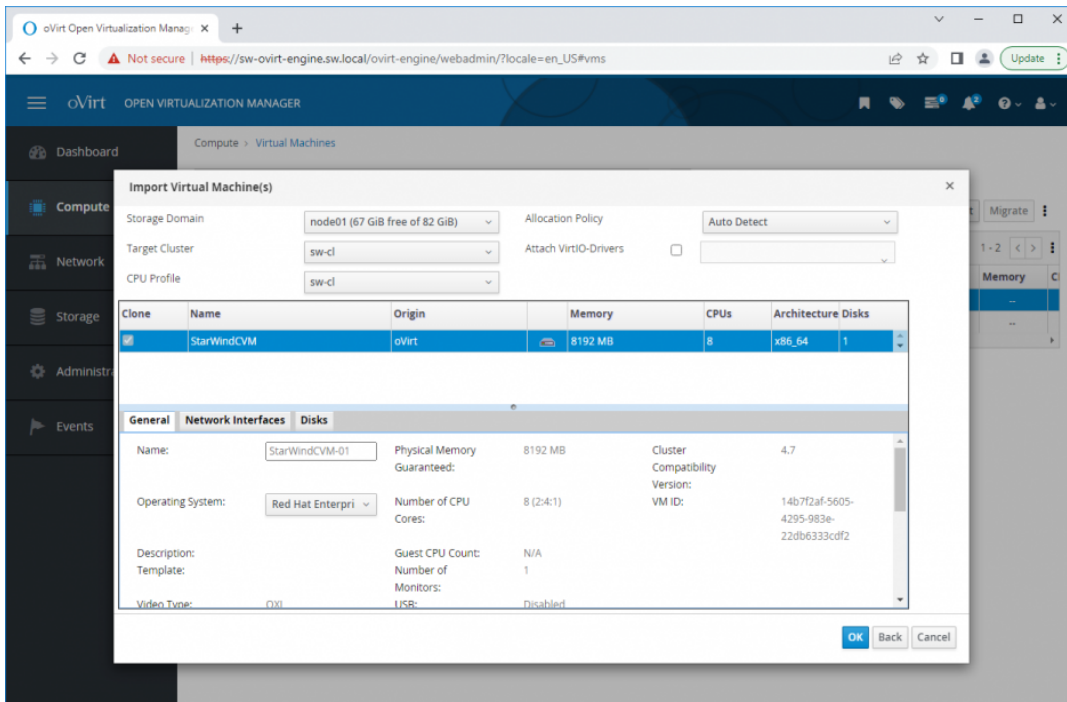 oVirt Open Virtualization Manag
Not secure | https://sw-ovirt-engine.sw.local/ovirt-engine/webadmin/?locale=en_US#vms
Update
oVirt OPEN VIRTUALIZATION MANAGER
Dashboard
Compute
Network
Storage
Administra
Events
Compute > Virtual Machines
Migrate
1 - 2
Memory
Import Virtual Machine(s)
Storage Domain node01 (67 GiB free of 82 GiB) Allocation Policy Auto Detect
Target Cluster sw-cl Attach VirtIO-Drivers
CPU Profile sw-cl
Clone Name Origin Memory CPUs Architecture Disks
StarWindCVM oVirt 8192 MB 8 x86_64 1
General Network Interfaces Disks
Name: StarWindCVM-01 Physical Memory Guaranteed: 8192 MB Cluster Compatibility Version: 4.7
Operating System: Red Hat Enterpri Number of CPU Cores: 8 (2:4:1) VM ID: 14b7f2af-5605-4295-983e-22db6333cdf2
Description: Guest CPU Count: N/A
Template: Number of Monitors: 1
Video Type: QXL USB: Disabled
OK Back Cancel